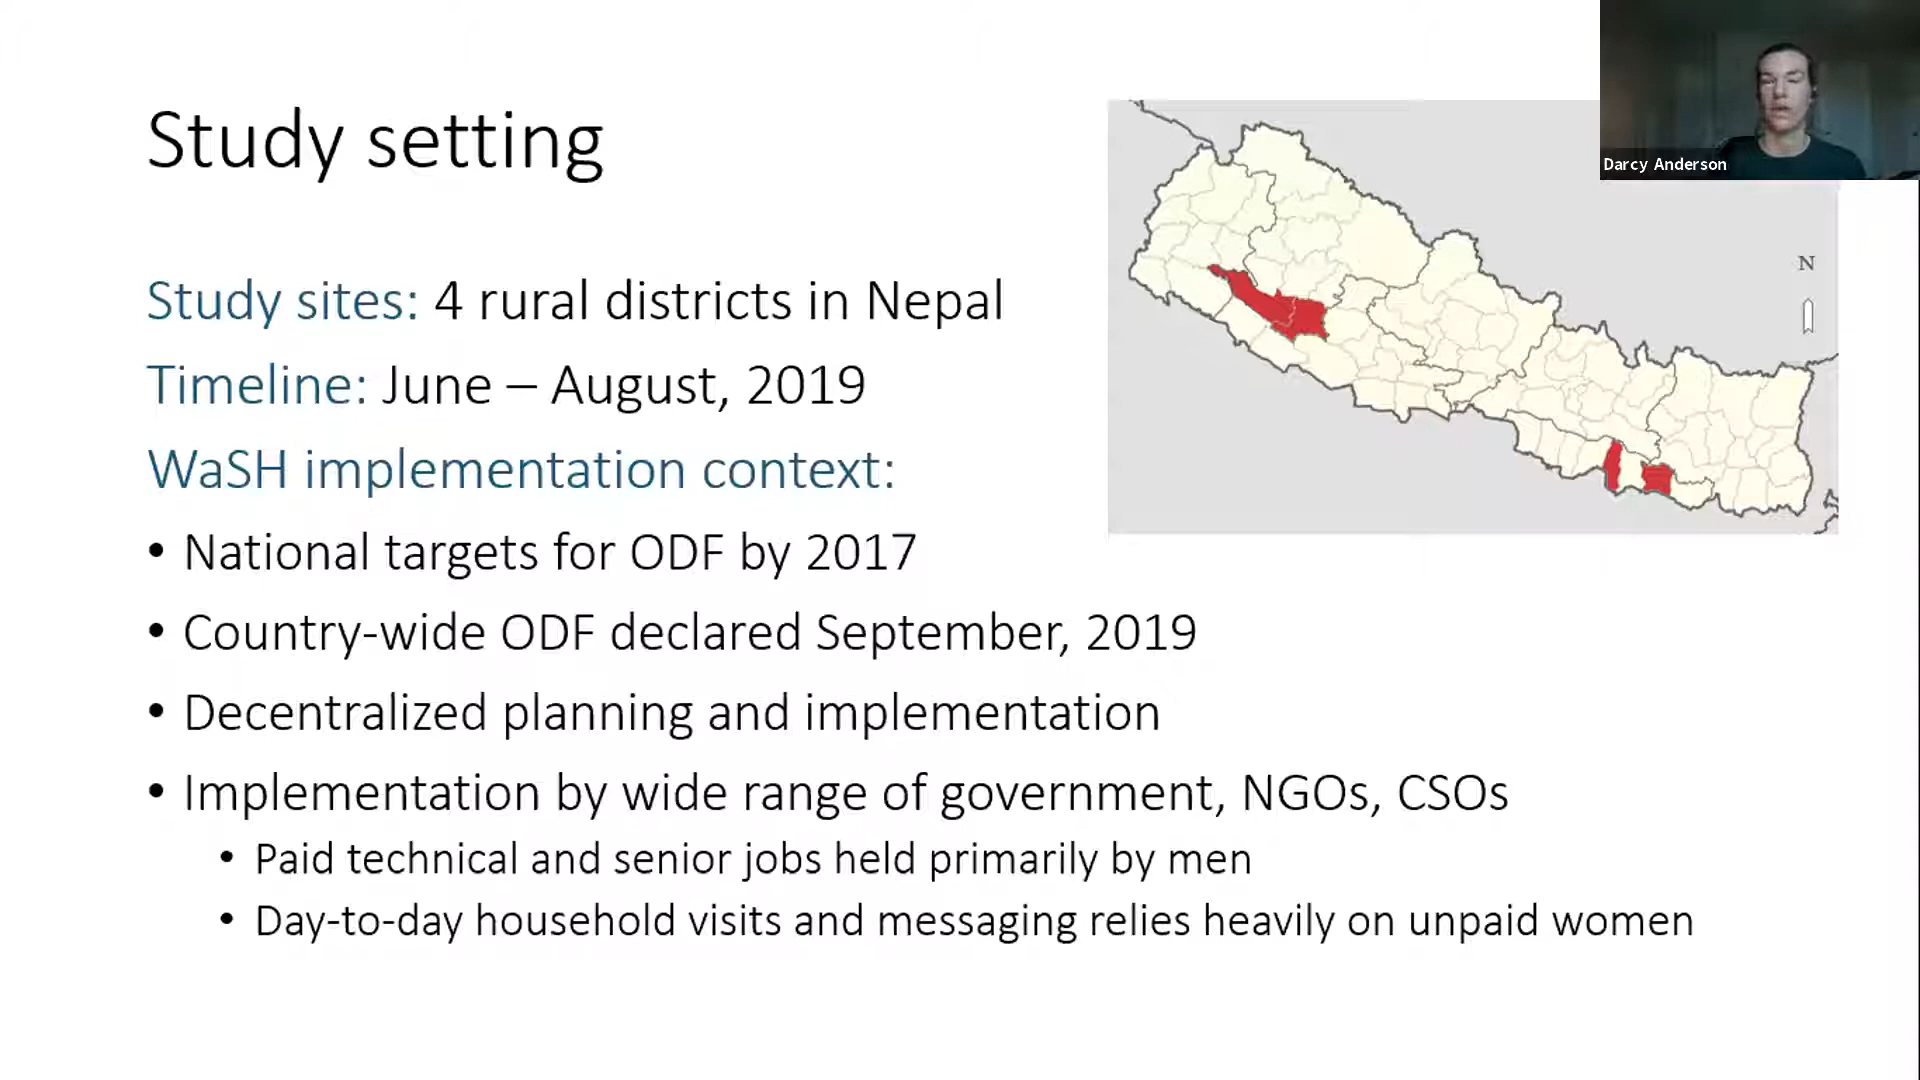 Study setting
Darcy Anderson
N
Study sites: 4 rural districts in Nepal
Timeline: June – August, 2019
WaSH implementation context:
• National targets for ODF by 2017
• Country-wide ODF declared September, 2019
• Decentralized planning and implementation
• Implementation by wide range of government, NGOs, CSOs
• Paid technical and senior jobs held primarily by men
• Day-to-day household visits and messaging relies heavily on unpaid women